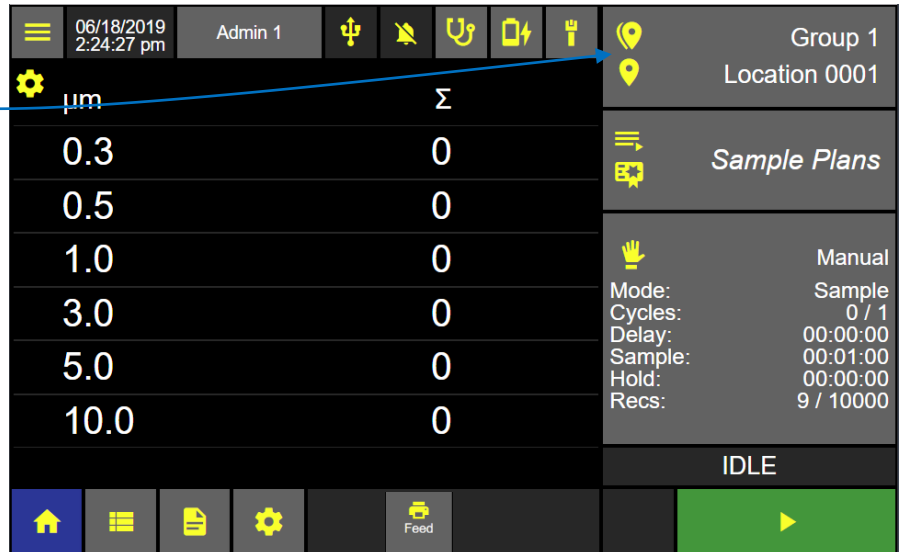 06/18/2019
2:24:27 pm
Admin 1
µm Σ
0.3 0
0.5 0
1.0 0
3.0 0
5.0 0
10.0 0
Feed
Group 1
Location 0001
Sample Plans
Manual
Mode: Sample
Cycles: 0 / 1
Delay: 00:00:00
Sample: 00:01:00
Hold: 00:00:00
Recs: 9 / 10000
IDLE